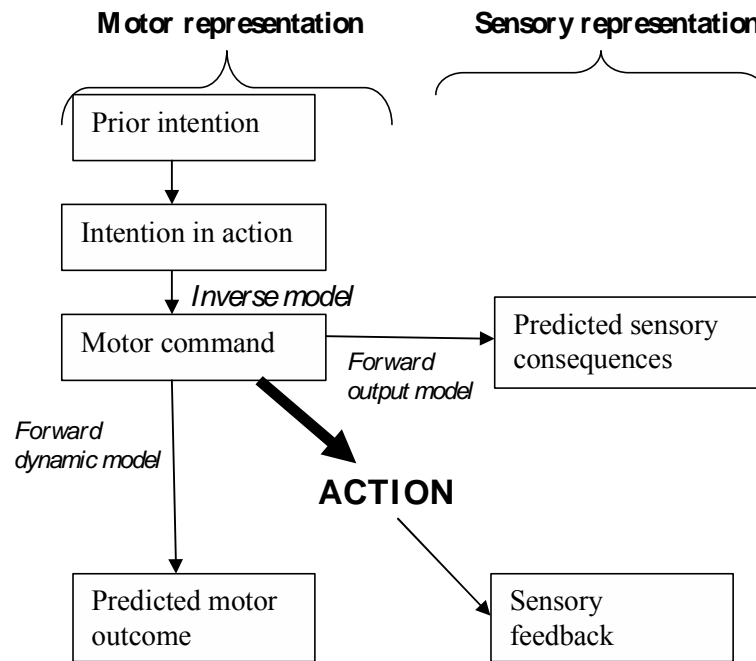 Motor representation
Sensory representation
Prior intention
Intention in action
Inverse model
Motor command
Forward
output model
Predicted sensory
consequences
Forward
dynamic model
ACTION
Predicted motor
outcome
Sensory
feedback